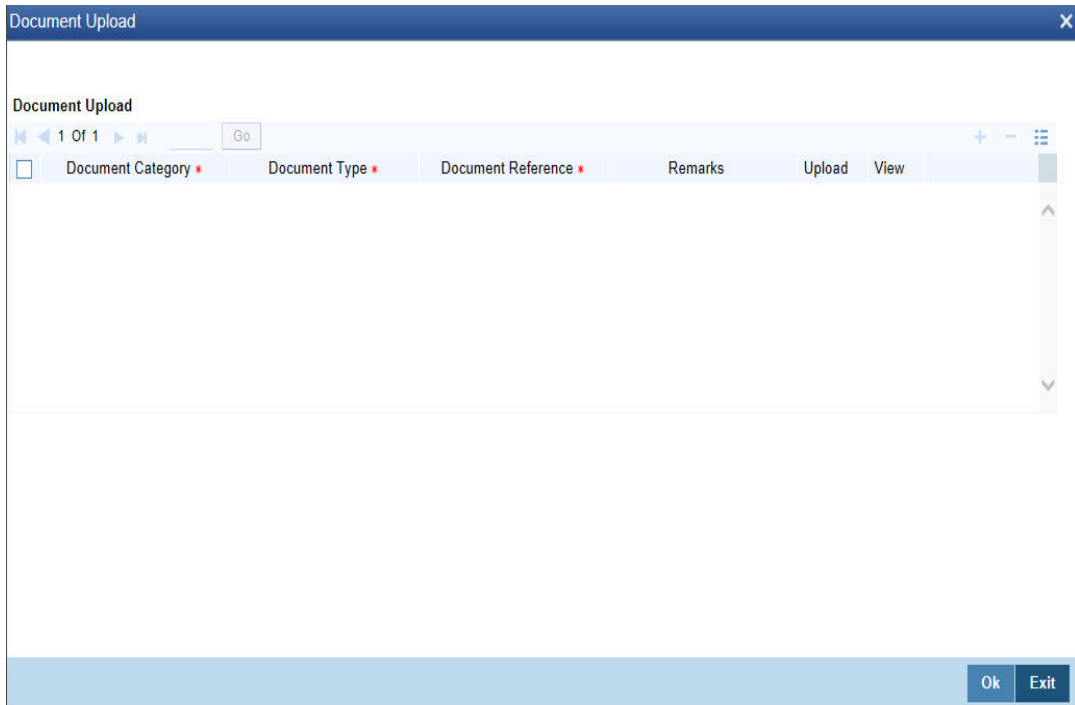 Document Upload
Document Upload
1 Of 1 Go
Document Category * Document Type * Document Reference * Remarks Upload View
Ok Exit